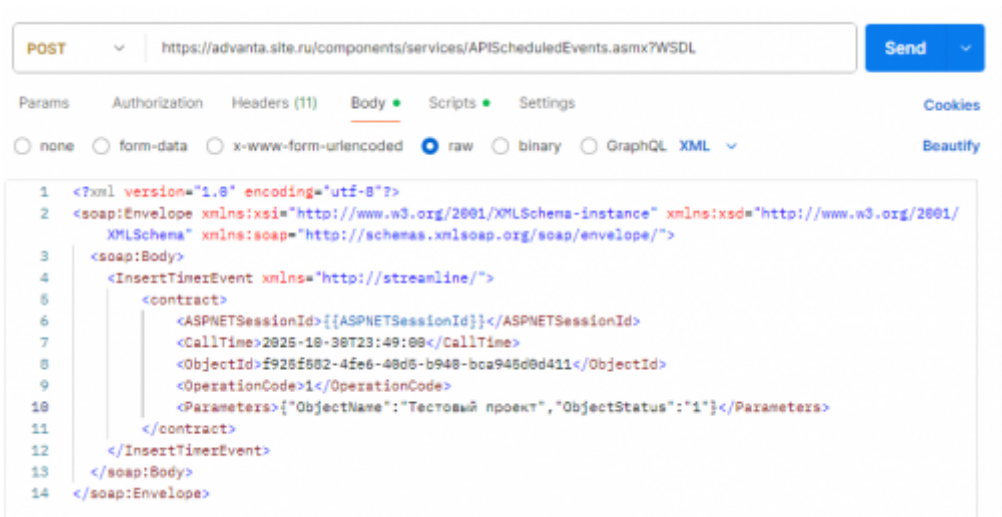 POST https://advanta.site.ru/components/services/APIScheduledEvents.asmx?WSDL Send
Params Authorization Headers (11) Body Scripts Settings Cookies
none form-data x-www-form-urlencoded raw binary GraphQL XML Beautify
1 <?xml version="1.0" encoding="utf-8"?>
2 <soap:Envelope xmlns:xsi="http://www.w3.org/2001/XMLSchema-instance" xmlns:xsd="http://www.w3.org/2001/
XMLSchema" xmlns:soap="http://schemas.xmlsoap.org/soap/envelope/">
3 <soap:Body>
4 <InsertTimerEvent xmlns="http://streamline/">
5 <contract>
6 <ASPNETSessionId>{{ASPNETSessionId}}</ASPNETSessionId>
7 <CallTime>2025-10-30T23:49:00</CallTime>
8 <ObjectId>f925f582-4fe6-40d5-b940-bca945d0d411</ObjectId>
9 <OperationCode>1</OperationCode>
10 <Parameters>{"ObjectName":"Тестовый проект","ObjectStatus":"1"}</Parameters>
11 </contract>
12 </InsertTimerEvent>
13 </soap:Body>
14 </soap:Envelope>